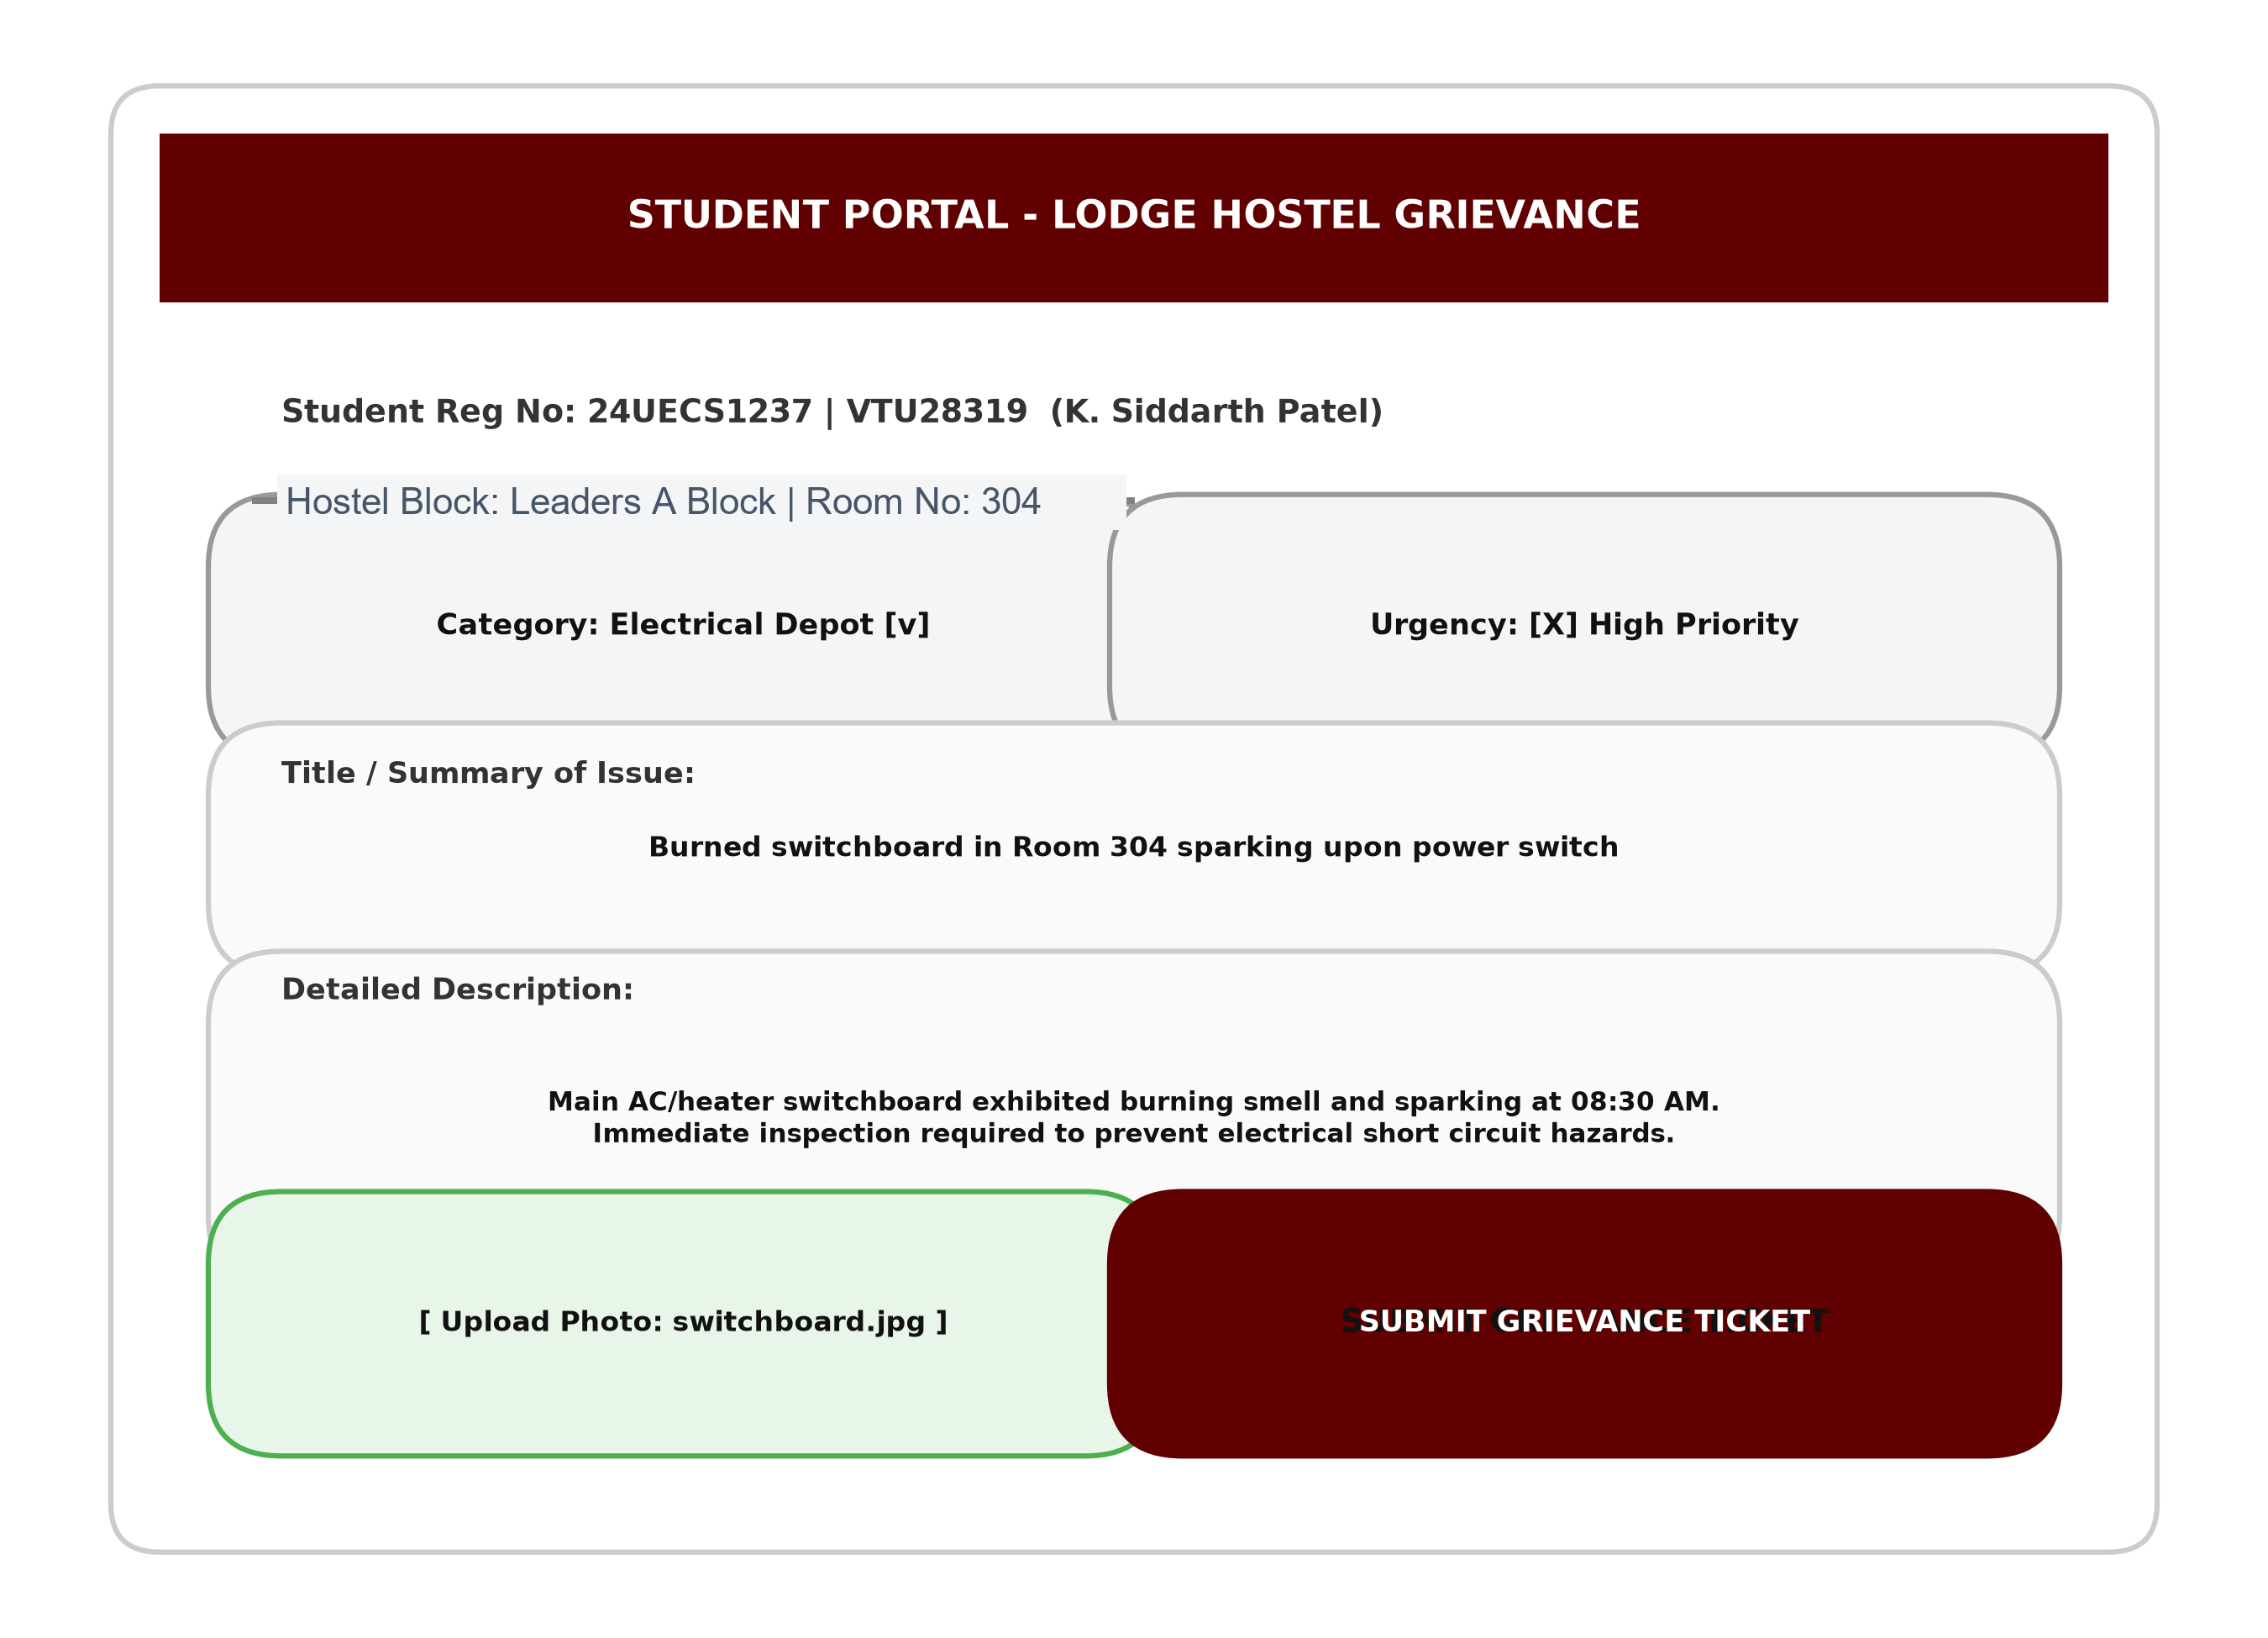 STUDENT PORTAL - LODGE HOSTEL GRIEVANCE
Student Reg No: 24UECS1237 | VTU28319  (K. Siddarth Patel)
Hostel Block: Leaders A Block | Room No: 304
Category: Electrical Depot [v]
Urgency: [X] High Priority
Title / Summary of Issue:
Burned switchboard in Room 304 sparking upon power switch
Detailed Description:
Main AC/heater switchboard exhibited burning smell and sparking at 08:30 AM.
Immediate inspection required to prevent electrical short circuit hazards.
[ Upload Photo: switchboard.jpg ]
SUBMIT GRIEVANCE TICKET